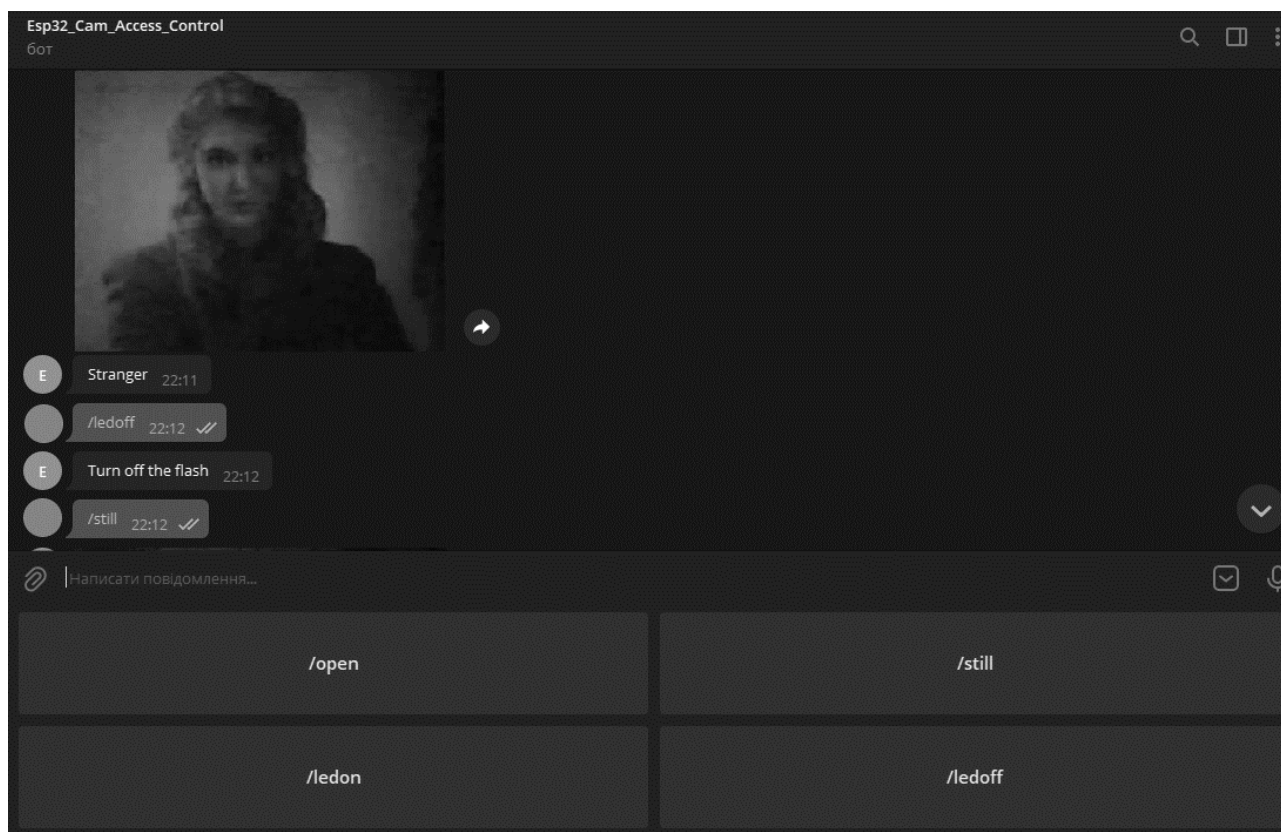 Esp32_Cam_Access_Control
бот
E
Stranger 22:11
/ledoff 22:12
E
Turn off the flash 22:12
/still 22:12
Написати повідомлення...
/open
/still
/ledon
/ledoff